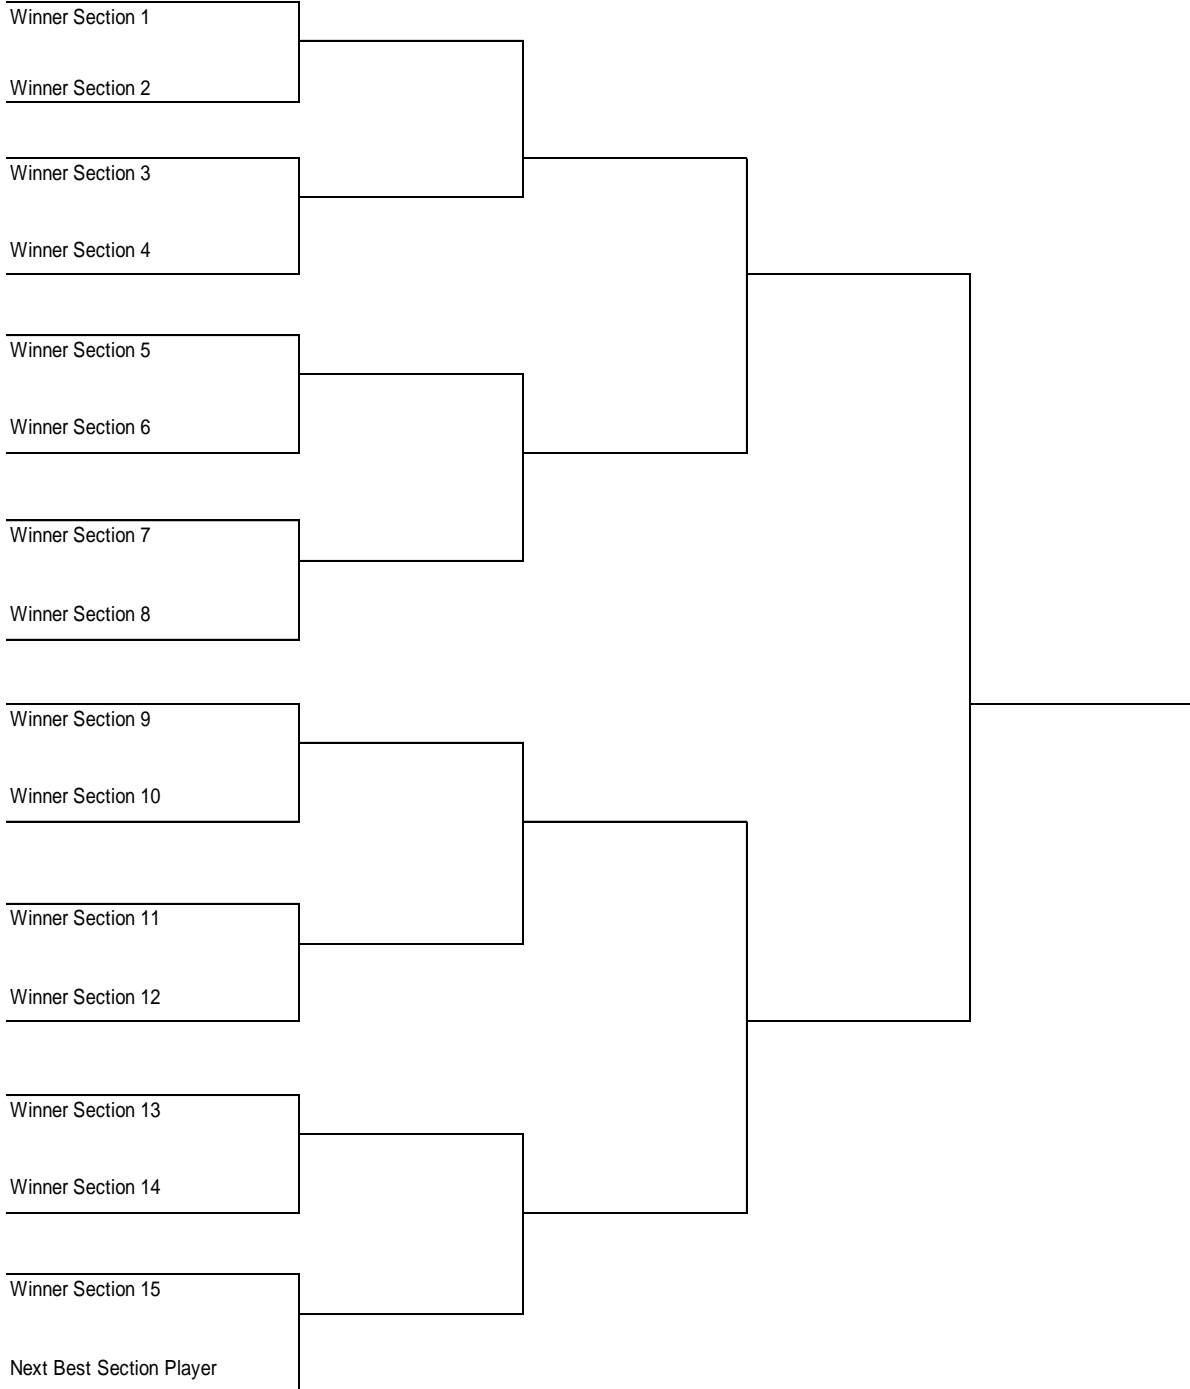 Winner Section 1
Winner Section 2
Winner Section 3
Winner Section 4
Winner Section 5
Winner Section 6
Winner Section 7
Winner Section 8
Winner Section 9
Winner Section 10
Winner Section 11
Winner Section 12
Winner Section 13
Winner Section 14
Winner Section 15
Next Best Section Player